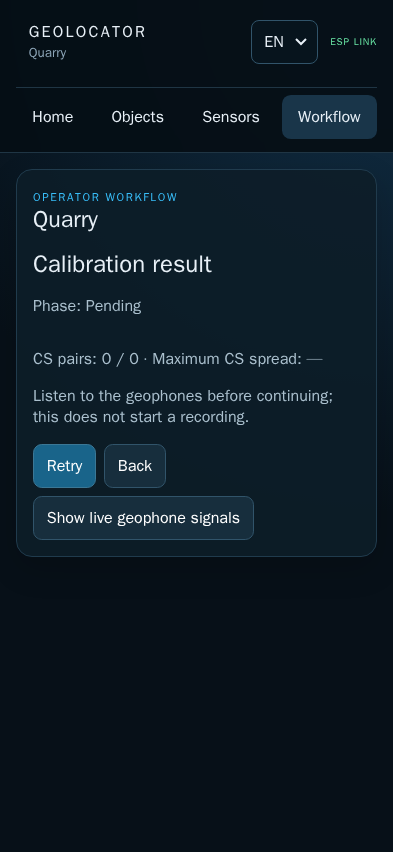 GEOLOCATOR
Quarry
EN
ESP LINK
Home Objects Sensors Workflow
OPERATOR WORKFLOW
Quarry
Calibration result
Phase: Pending
CS pairs: 0 / 0 · Maximum CS spread: —
Listen to the geophones before continuing;
this does not start a recording.
Retry Back
Show live geophone signals